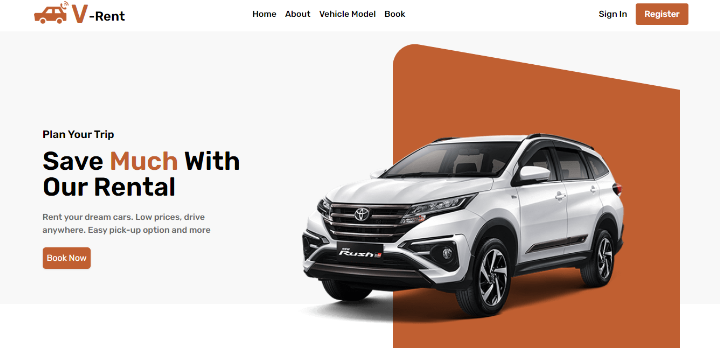 V-Rent
Home About Vehicle Model Book
Sign In Register
Plan Your Trip
Save Much With
Our Rental
Rent your dream cars. Low prices, drive
anywhere. Easy pick-up option and more
Book Now
Rush